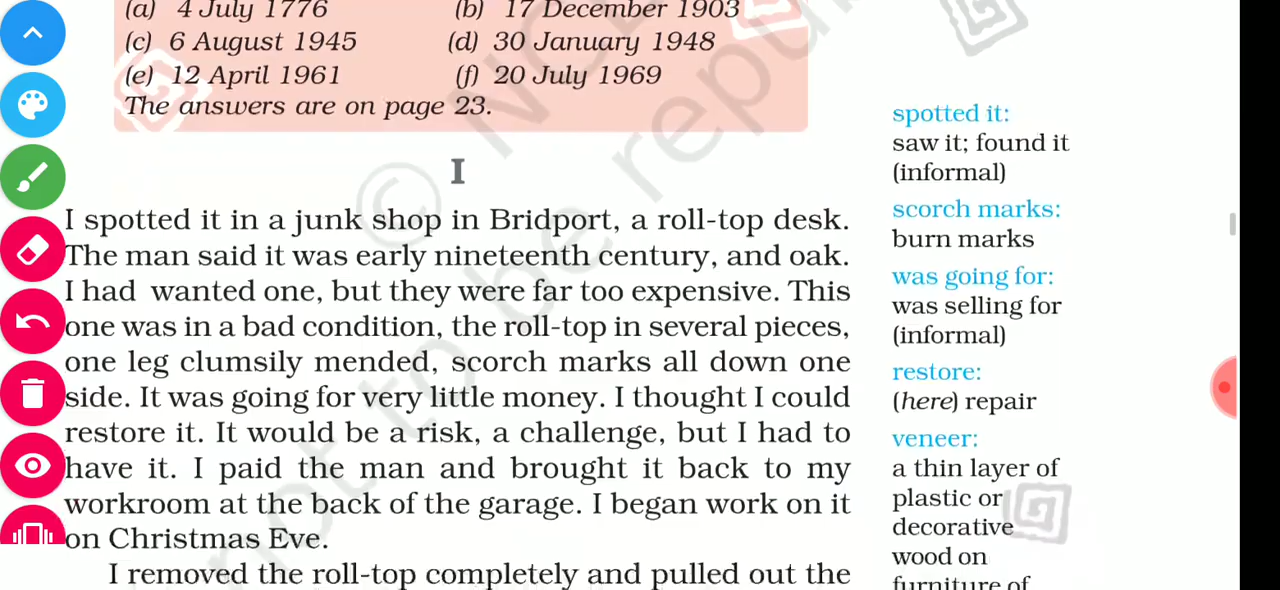 (a) 4 July 1776 (b) 17 December 1903
(c) 6 August 1945 (d) 30 January 1948
(e) 12 April 1961 (f) 20 July 1969
The answers are on page 23.
I
I spotted it in a junk shop in Bridport, a roll-top desk.
The man said it was early nineteenth century, and oak.
I had wanted one, but they were far too expensive. This
one was in a bad condition, the roll-top in several pieces,
one leg clumsily mended, scorch marks all down one
side. It was going for very little money. I thought I could
restore it. It would be a risk, a challenge, but I had to
have it. I paid the man and brought it back to my
workroom at the back of the garage. I began work on it
on Christmas Eve.
I removed the roll-top completely and pulled out the
spotted it:
saw it; found it
(informal)
scorch marks:
burn marks
was going for:
was selling for
(informal)
restore:
(here) repair
veneer:
a thin layer of
plastic or
decorative
wood on
furniture of
© NC
not to be repu